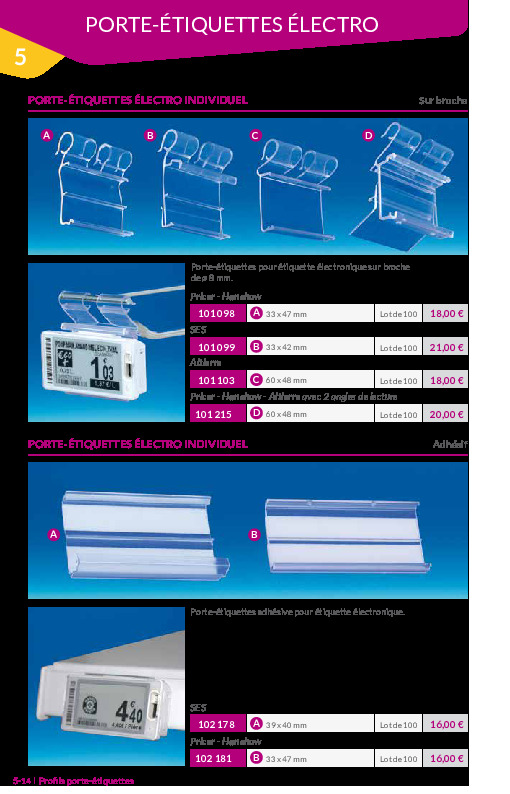 PORTE-ÉTIQUETTES ÉLECTRO
5
PORTE-ÉTIQUETTES ÉLECTRO INDIVIDUEL Sur broche
A B C D
Porte-étiquettes pour étiquette électronique sur broche
de ø 8 mm.
Pricer - Hanshow
101 098 A 33 x 47 mm Lot de 100 18,00 €
SES
101 099 B 33 x 42 mm Lot de 100 21,00 €
Altierre
101 103 C 60 x 48 mm Lot de 100 18,00 €
Pricer - Hanshow - Altierre avec 2 angles de lecture
101 215 D 60 x 48 mm Lot de 100 20,00 €
€
1 03
PORTE-ÉTIQUETTES ÉLECTRO INDIVIDUEL Adhésif
A B
Porte-étiquettes adhésive pour étiquette électronique.
4 € 40
SES
102 178 A 39 x 40 mm Lot de 100 16,00 €
Pricer - Hanshow
102 181 B 33 x 47 mm Lot de 100 16,00 €
5-14 I Profils porte-étiquettes